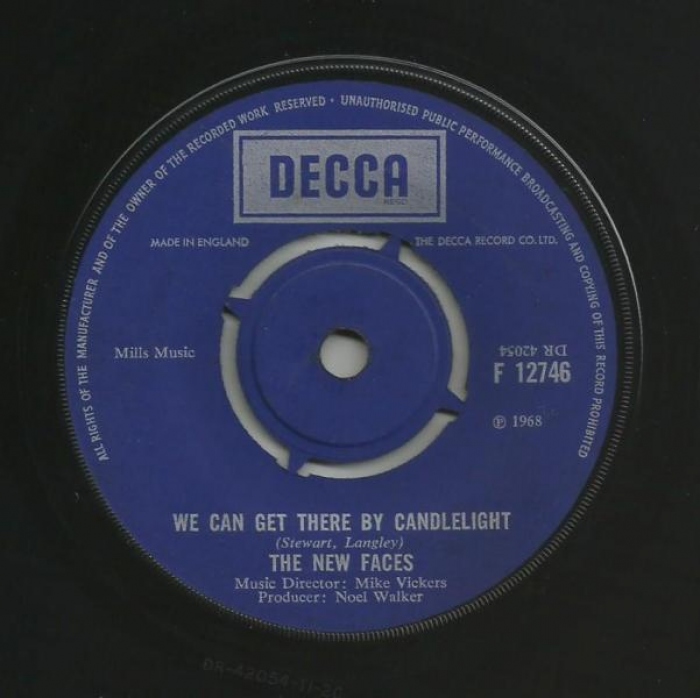 ALL RIGHTS OF THE MANUFACTURER AND OF THE OWNER OF THE RECORDED WORK RESERVED · UNAUTHORISED PUBLIC PERFORMANCE BROADCASTING AND COPYING OF THIS RECORD PROHIBITED
DECCA
MADE IN ENGLAND
THE DECCA RECORD CO. LTD.
Mills Music
DR 42054
F 12746
℗ 1968
WE CAN GET THERE BY CANDLELIGHT
(Stewart, Langley)
THE NEW FACES
Music Director: Mike Vickers
Producer: Noel Walker